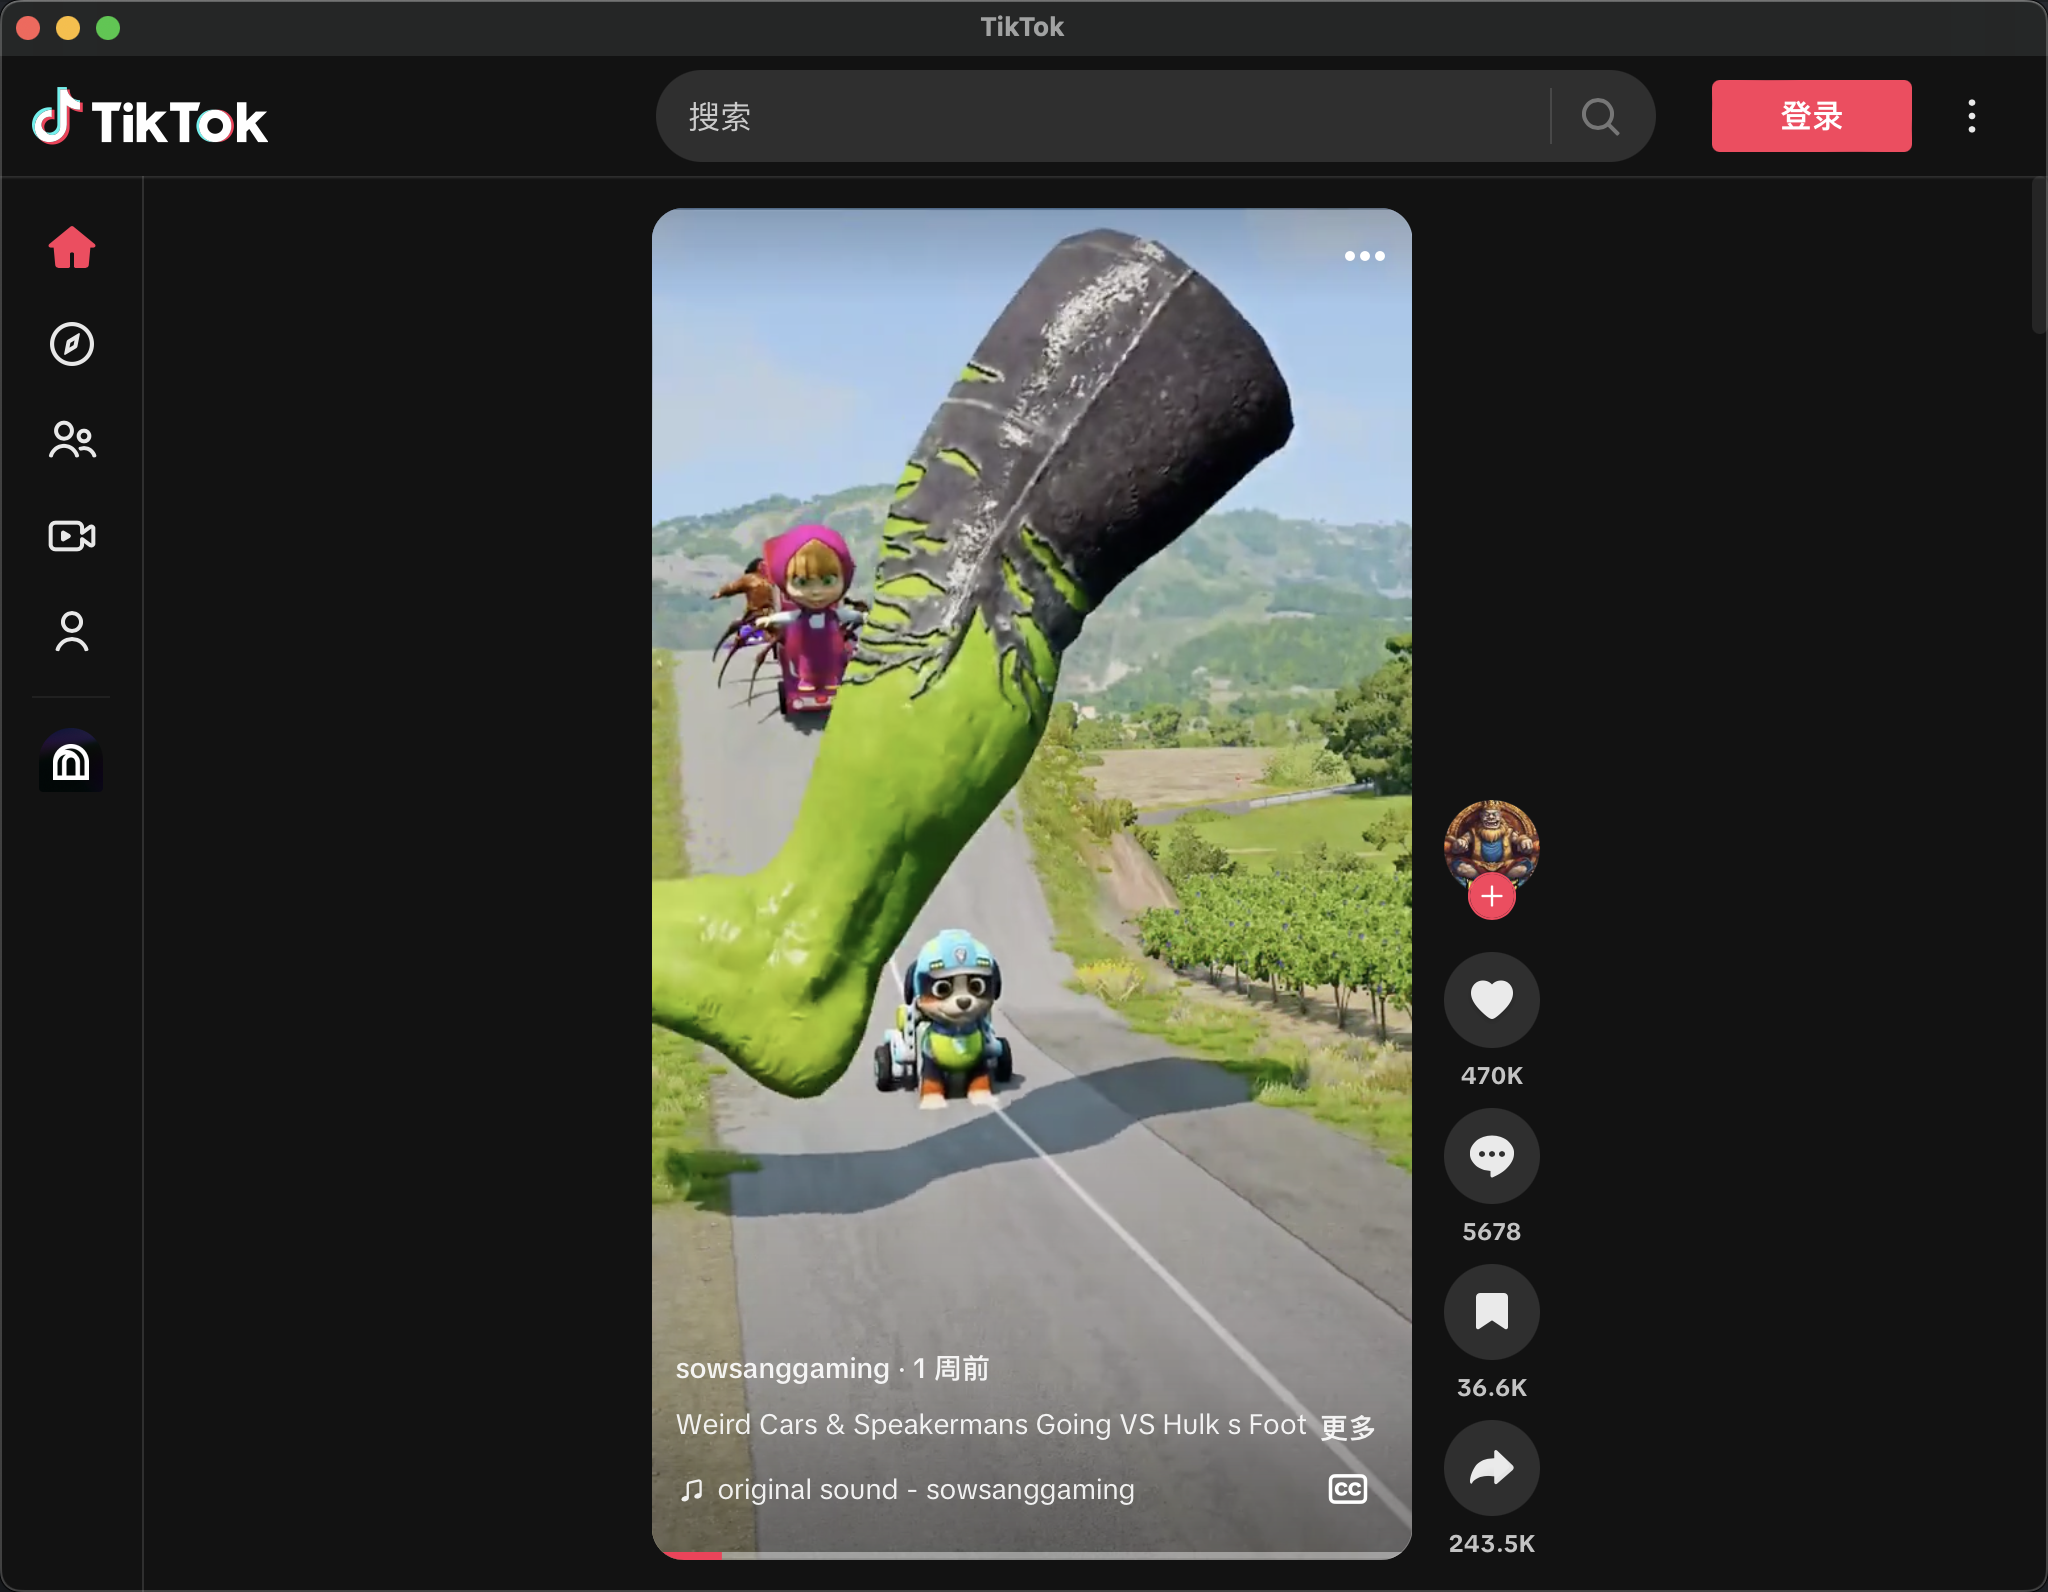 TikTok
TikTok
搜索
登录
470K
5678
36.6K
243.5K
sowsanggaming · 1 周前
Weird Cars & Speakermans Going VS Hulk s Foot 更多
original sound - sowsanggaming
CC